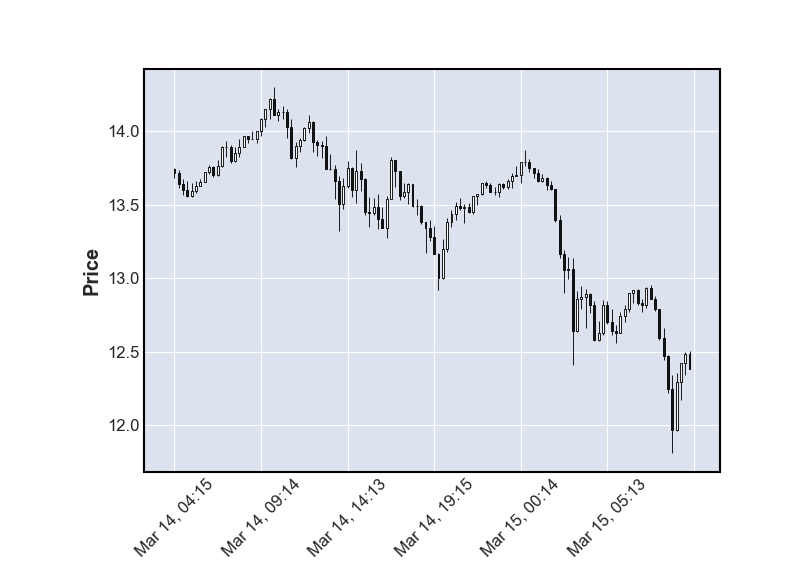 14.0
13.5
13.0
12.5
12.0
Price
Mar 14, 04:15
Mar 14, 09:14
Mar 14, 14:13
Mar 14, 19:15
Mar 15, 00:14
Mar 15, 05:13